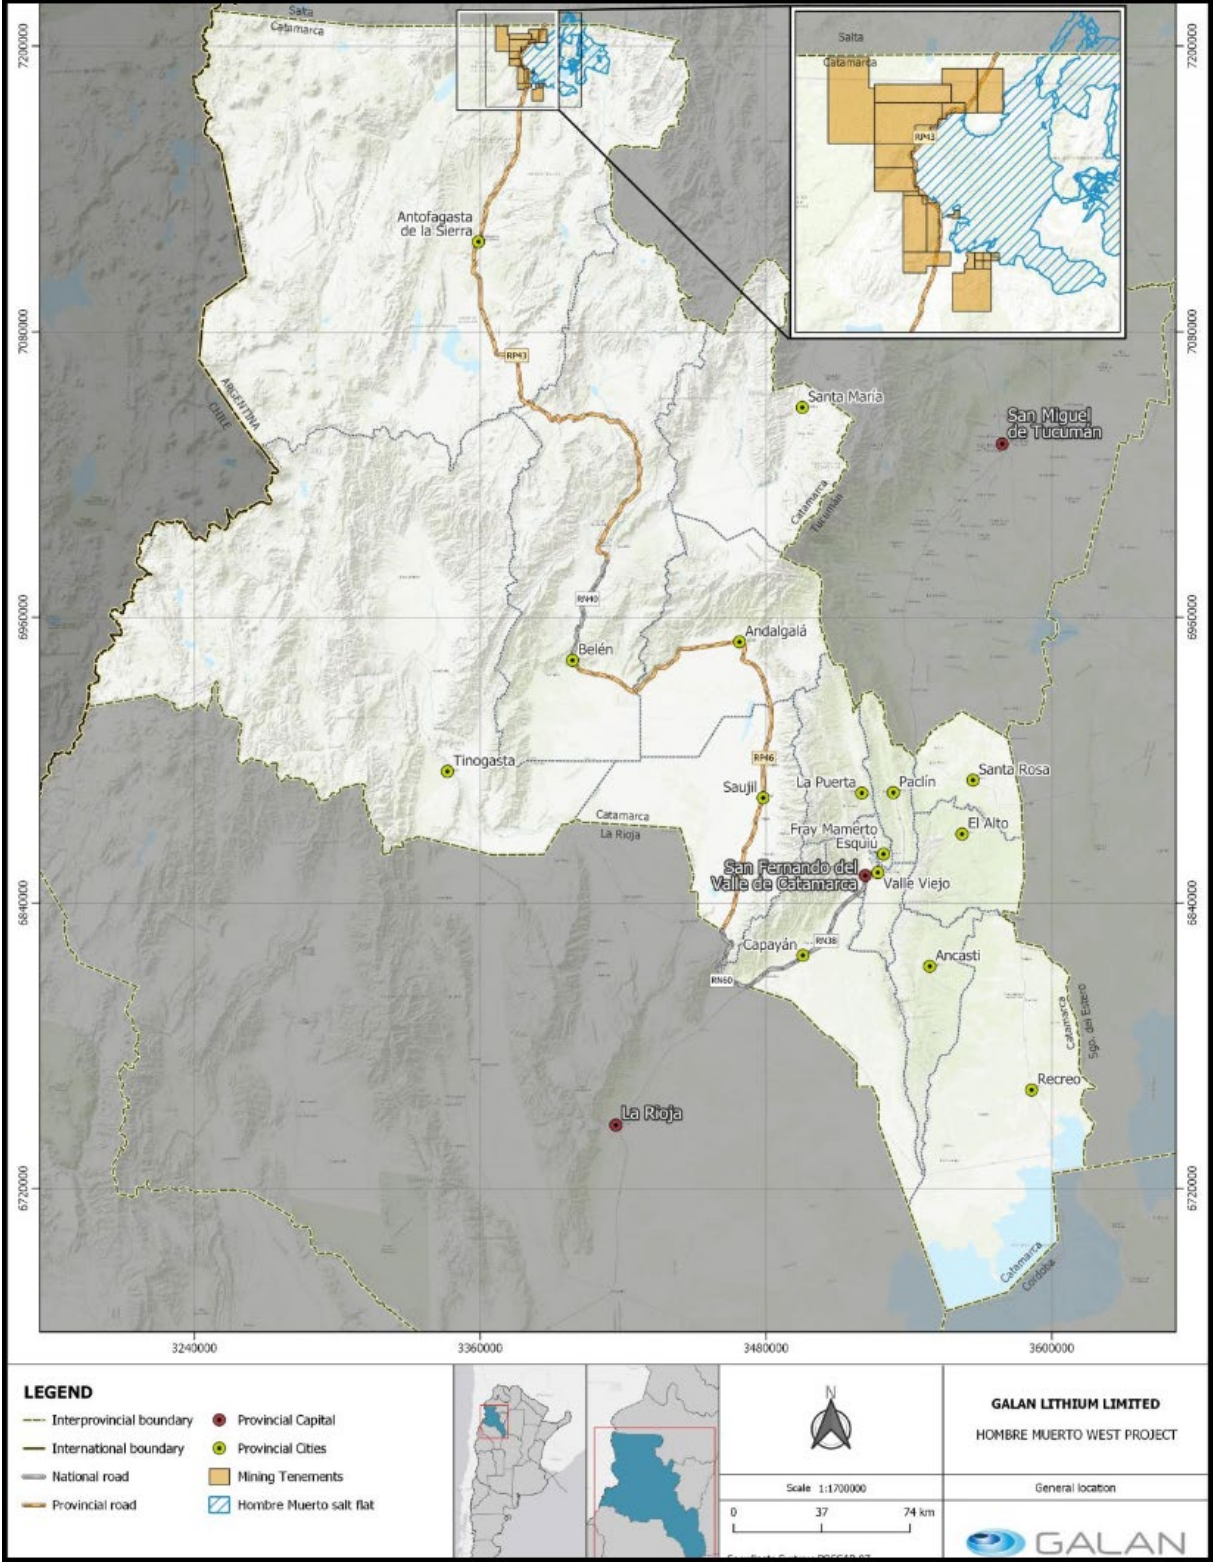 Salta
Catamarca
Salta
Catamarca
RP43
7200000
7200000
Antofagasta
de la Sierra
7080000
7080000
RP43
ARGENTINA
CHILE
Santa María
San Miguel
de Tucumán
Catamarca
Tucumán
RN40
6960000
6960000
Andalgalá
Belén
Tinogasta
RP46
Saujil
La Puerta
Paclín
Santa Rosa
Catamarca
La Rioja
El Alto
Fray Mamerto
Esquiú
San Fernando del
Valle de Catamarca
Valle Viejo
6840000
6840000
Capayán
RN38
RN60
Ancasti
Catamarca
Sgo. del Estero
Recreo
La Rioja
6720000
6720000
Catamarca
Cordoba
3240000
3360000
3480000
3600000
LEGEND
Interprovincial boundary
International boundary
National road
Provincial road
Provincial Capital
Provincial Cities
Mining Tenements
Hombre Muerto salt flat
N
Scale 1:1700000
0 37 74 km
GALAN LITHIUM LIMITED
HOMBRE MUERTO WEST PROJECT
General location
GALAN